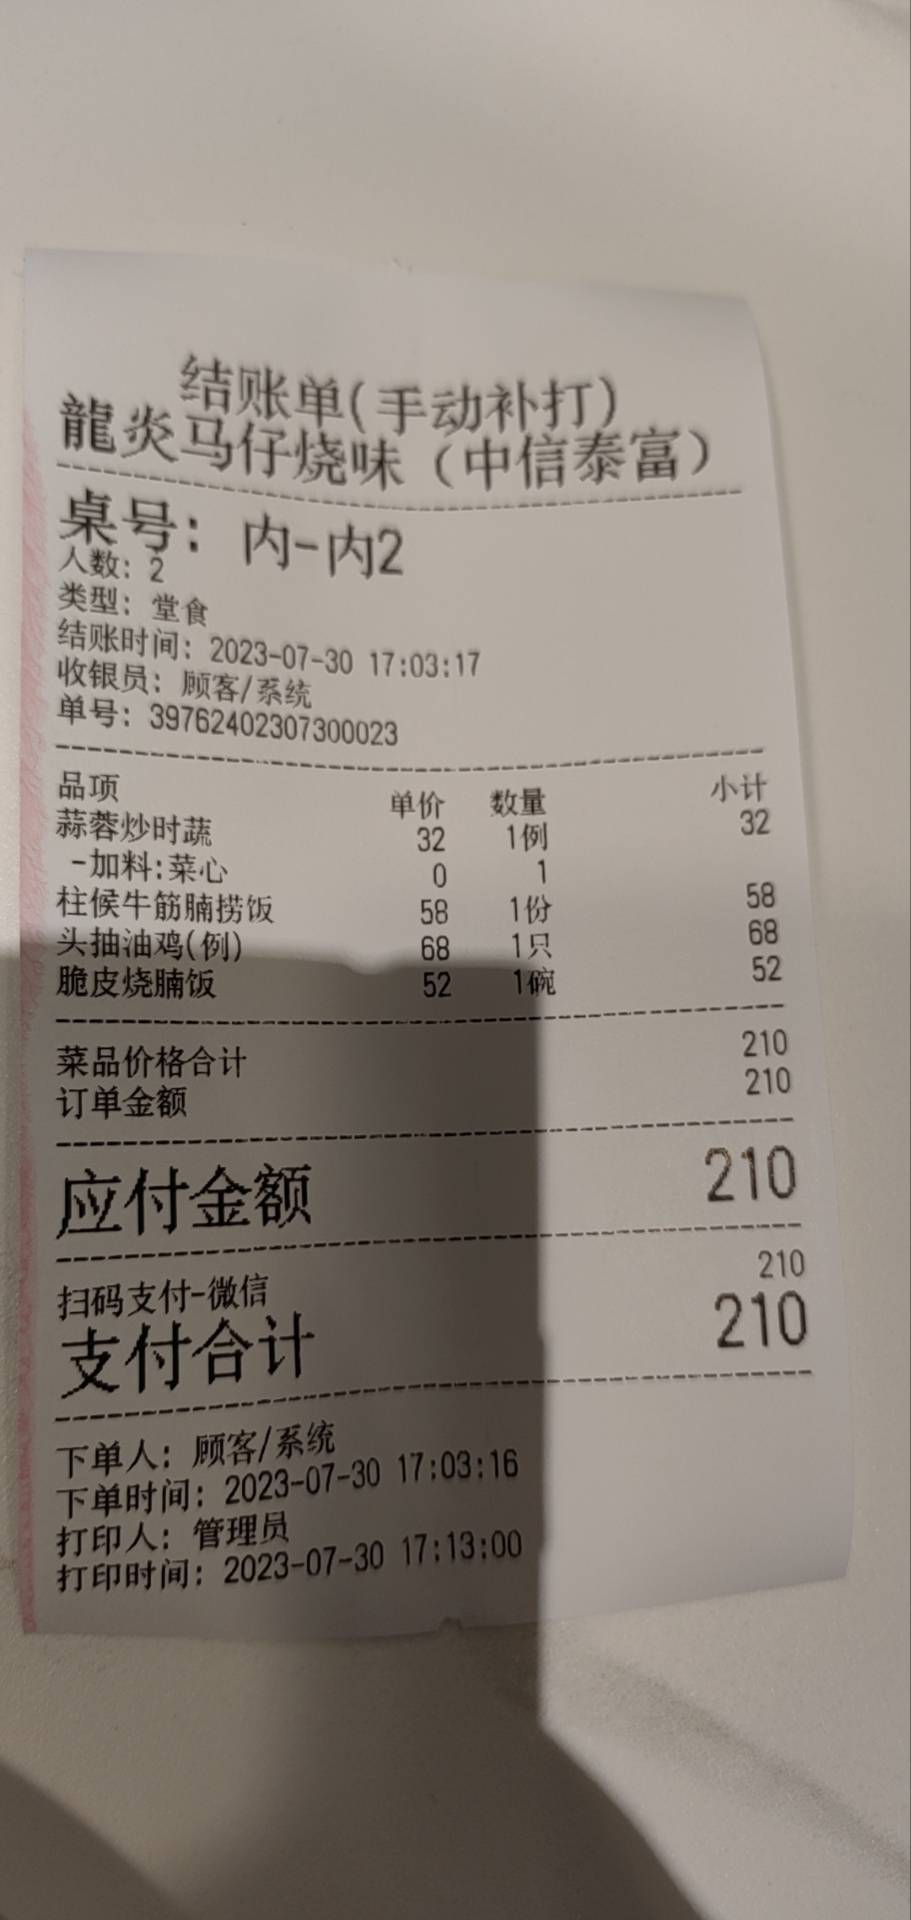 结账单(手动补打)
龍炎马仔烧味（中信泰富）
桌号: 内-内2
人数: 2
类型: 堂食
结账时间: 2023-07-30 17:03:17
收银员: 顾客/系统
单号: 39762402307300023
品项 单价 数量 小计
蒜蓉炒时蔬 32 1例 32
-加料:菜心 0 1
柱候牛筋腩捞饭 58 1份 58
头抽油鸡(例) 68 1只 68
脆皮烧腩饭 52 1碗 52
菜品价格合计 210
订单金额 210
应付金额 210
扫码支付-微信 210
支付合计 210
下单人: 顾客/系统
下单时间: 2023-07-30 17:03:16
打印人: 管理员
打印时间: 2023-07-30 17:13:00